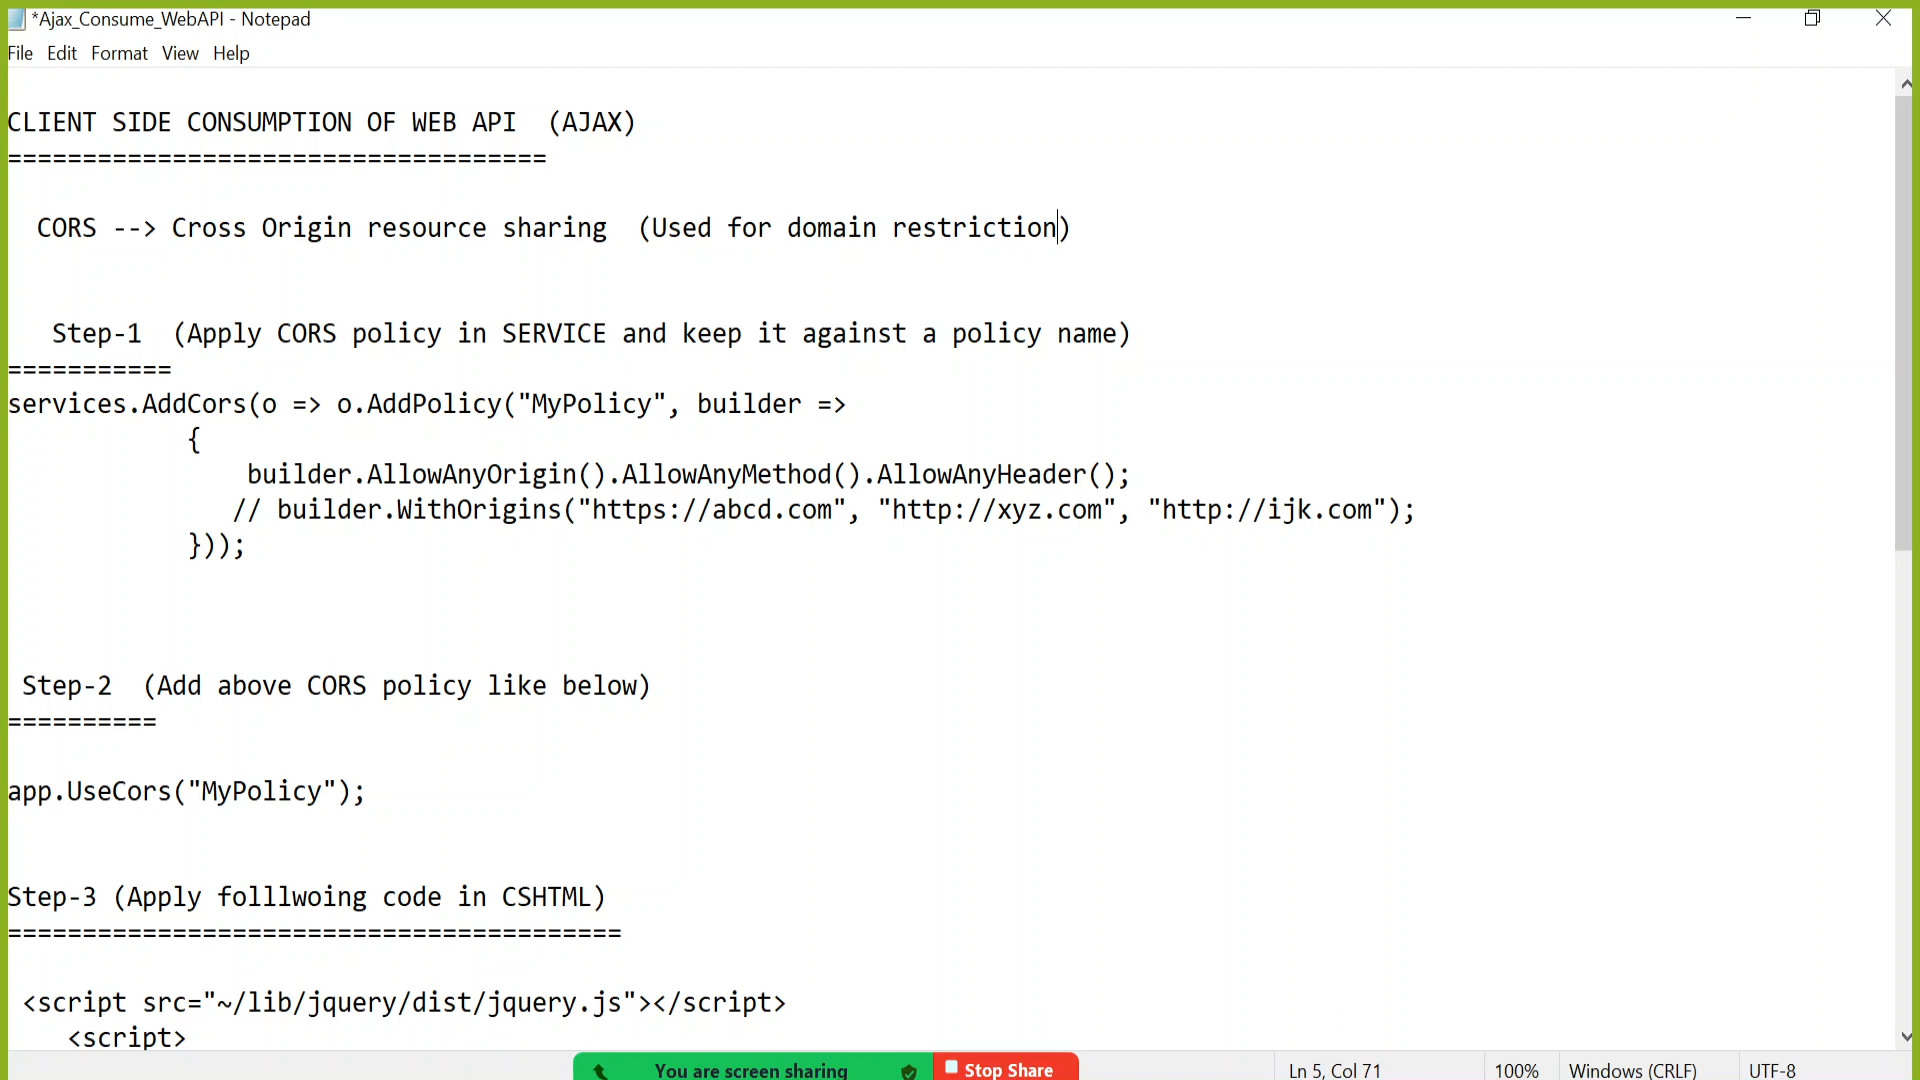 *Ajax_Consume_WebAPI - Notepad
File Edit Format View Help
CLIENT SIDE CONSUMPTION OF WEB API  (AJAX)
====================================
CORS --> Cross Origin resource sharing  (Used for domain restriction)
Step-1  (Apply CORS policy in SERVICE and keep it against a policy name)
===========
services.AddCors(o => o.AddPolicy("MyPolicy", builder =>
{
builder.AllowAnyOrigin().AllowAnyMethod().AllowAnyHeader();
// builder.WithOrigins("https://abcd.com", "http://xyz.com", "http://ijk.com");
}));
Step-2  (Add above CORS policy like below)
==========
app.UseCors("MyPolicy");
Step-3 (Apply folllwoing code in CSHTML)
=========================================
<script src="~/lib/jquery/dist/jquery.js"></script>
<script>
You are screen sharing Stop Share Ln 5, Col 71 100% Windows (CRLF) UTF-8